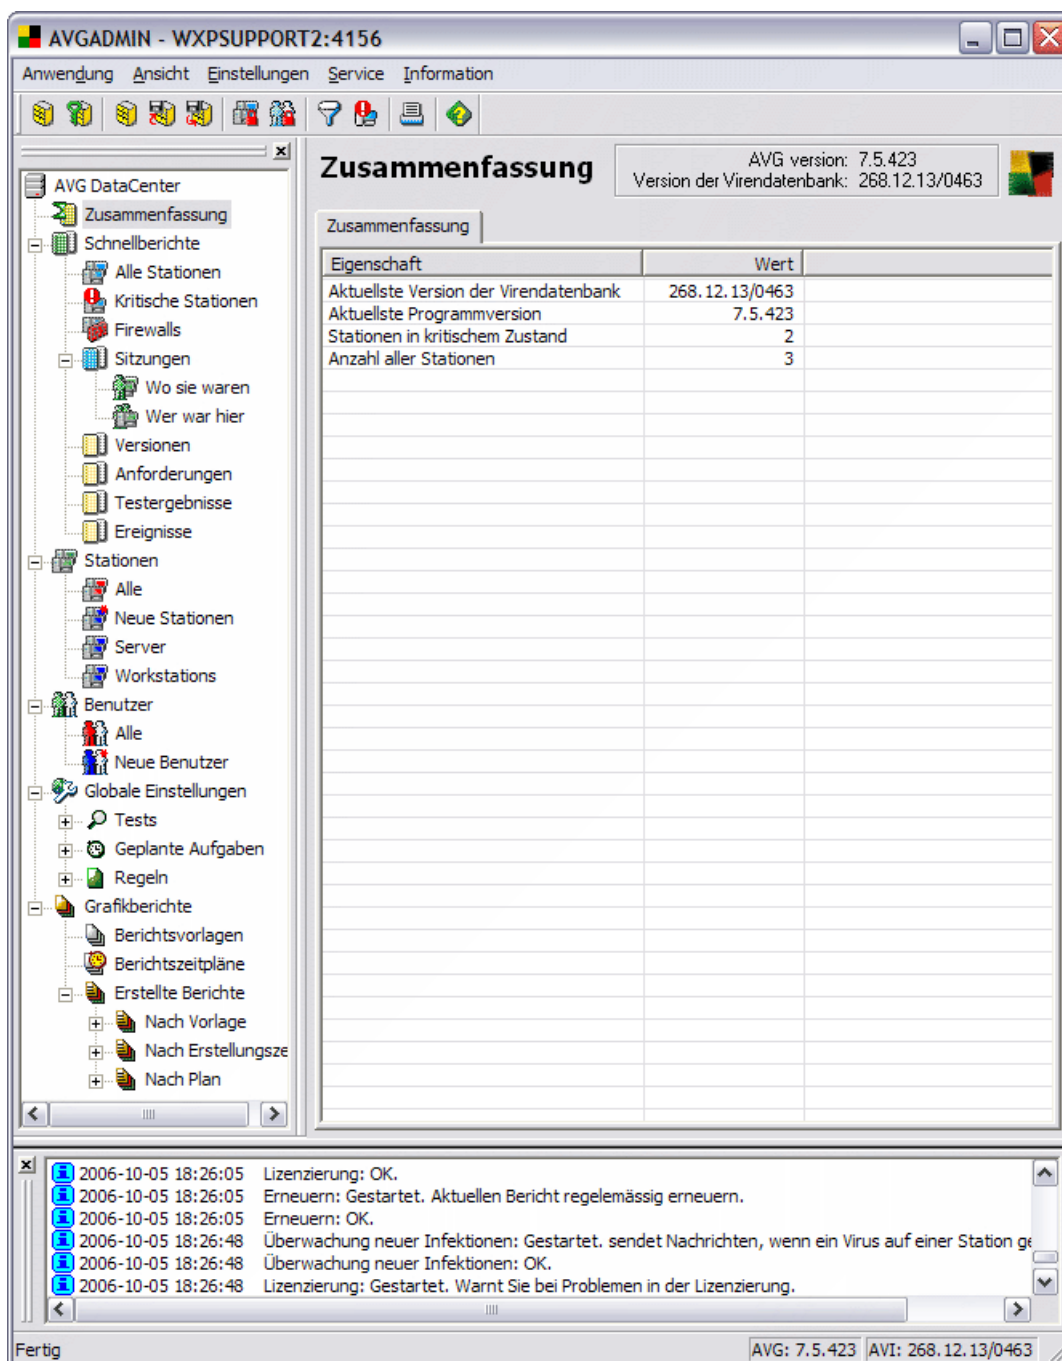 AVGADMIN - WXPSUPPORT2:4156
Anwendung Ansicht Einstellungen Service Information
AVG DataCenter
Zusammenfassung
Schnellberichte
Alle Stationen
Kritische Stationen
Firewalls
Sitzungen
Wo sie waren
Wer war hier
Versionen
Anforderungen
Testergebnisse
Ereignisse
Stationen
Alle
Neue Stationen
Server
Workstations
Benutzer
Alle
Neue Benutzer
Globale Einstellungen
Tests
Geplante Aufgaben
Regeln
Grafikberichte
Berichtsvorlagen
Berichtszeitpläne
Erstellte Berichte
Nach Vorlage
Nach Erstellungsze
Nach Plan
Zusammenfassung
AVG version: 7.5.423
Version der Virendatenbank: 268.12.13/0463
Zusammenfassung
Eigenschaft Wert
Aktuellste Version der Virendatenbank 268.12.13/0463
Aktuellste Programmversion 7.5.423
Stationen in kritischem Zustand 2
Anzahl aller Stationen 3
2006-10-05 18:26:05 Lizenzierung: OK.
2006-10-05 18:26:05 Erneuern: Gestartet. Aktuellen Bericht regelemässig erneuern.
2006-10-05 18:26:05 Erneuern: OK.
2006-10-05 18:26:48 Überwachung neuer Infektionen: Gestartet. sendet Nachrichten, wenn ein Virus auf einer Station ge
2006-10-05 18:26:48 Überwachung neuer Infektionen: OK.
2006-10-05 18:26:48 Lizenzierung: Gestartet. Warnt Sie bei Problemen in der Lizenzierung.
Fertig AVG: 7.5.423 AVI: 268.12.13/0463